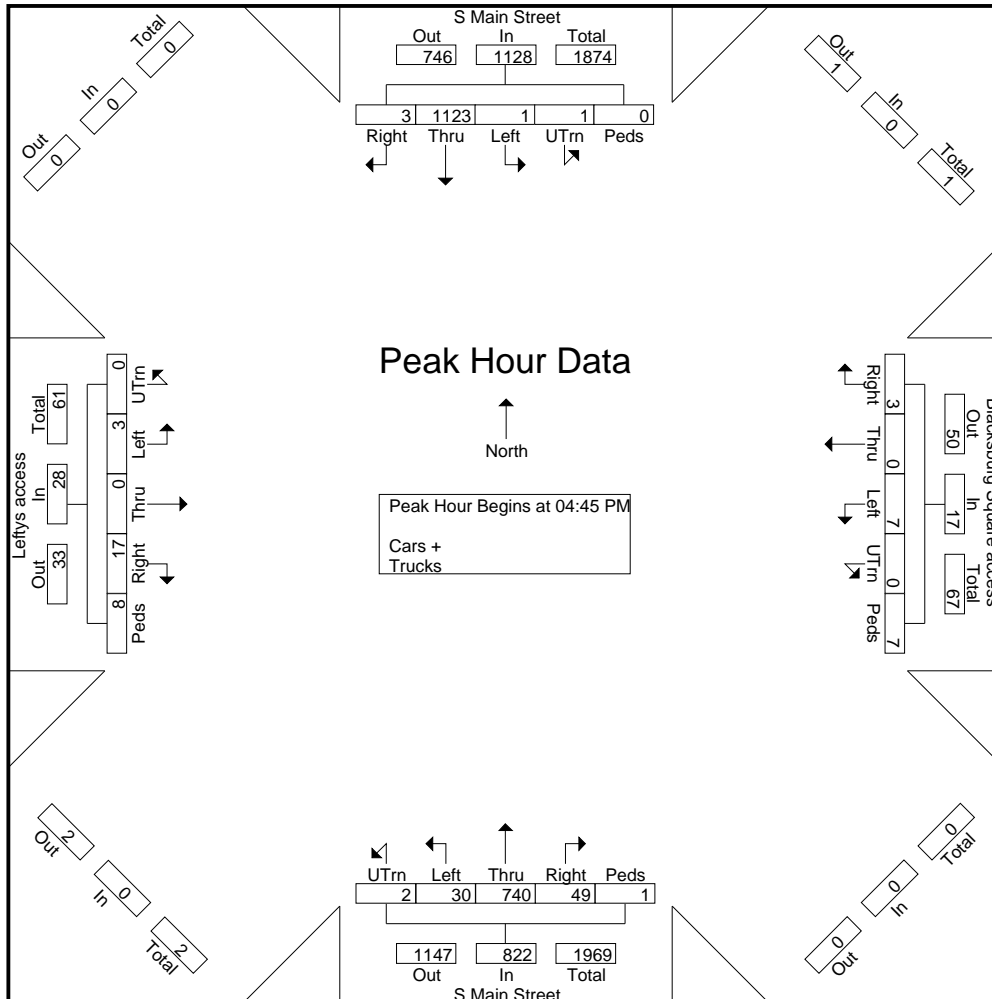 S Main Street
Out In Total
746 1128 1874
3 1123 1 1 0
Right Thru Left UTrn Peds
Total
0
In
0
Out
0
Out
1
In
0
Total
1
Peak Hour Data
North
Peak Hour Begins at 04:45 PM
Cars +
Trucks
Leftys access
Total In Out
61 28 33
0 3 0 17 8
UTrn Left Thru Right Peds
Blacksburg Square access
Out In Total
50 17 67
3 0 7 0 7
Right Thru Left UTrn Peds
2
Out
0
In
2
Total
0
Total
0
In
0
Out
UTrn Left Thru Right Peds
2 30 740 49 1
1147 822 1969
Out In Total
S Main Street